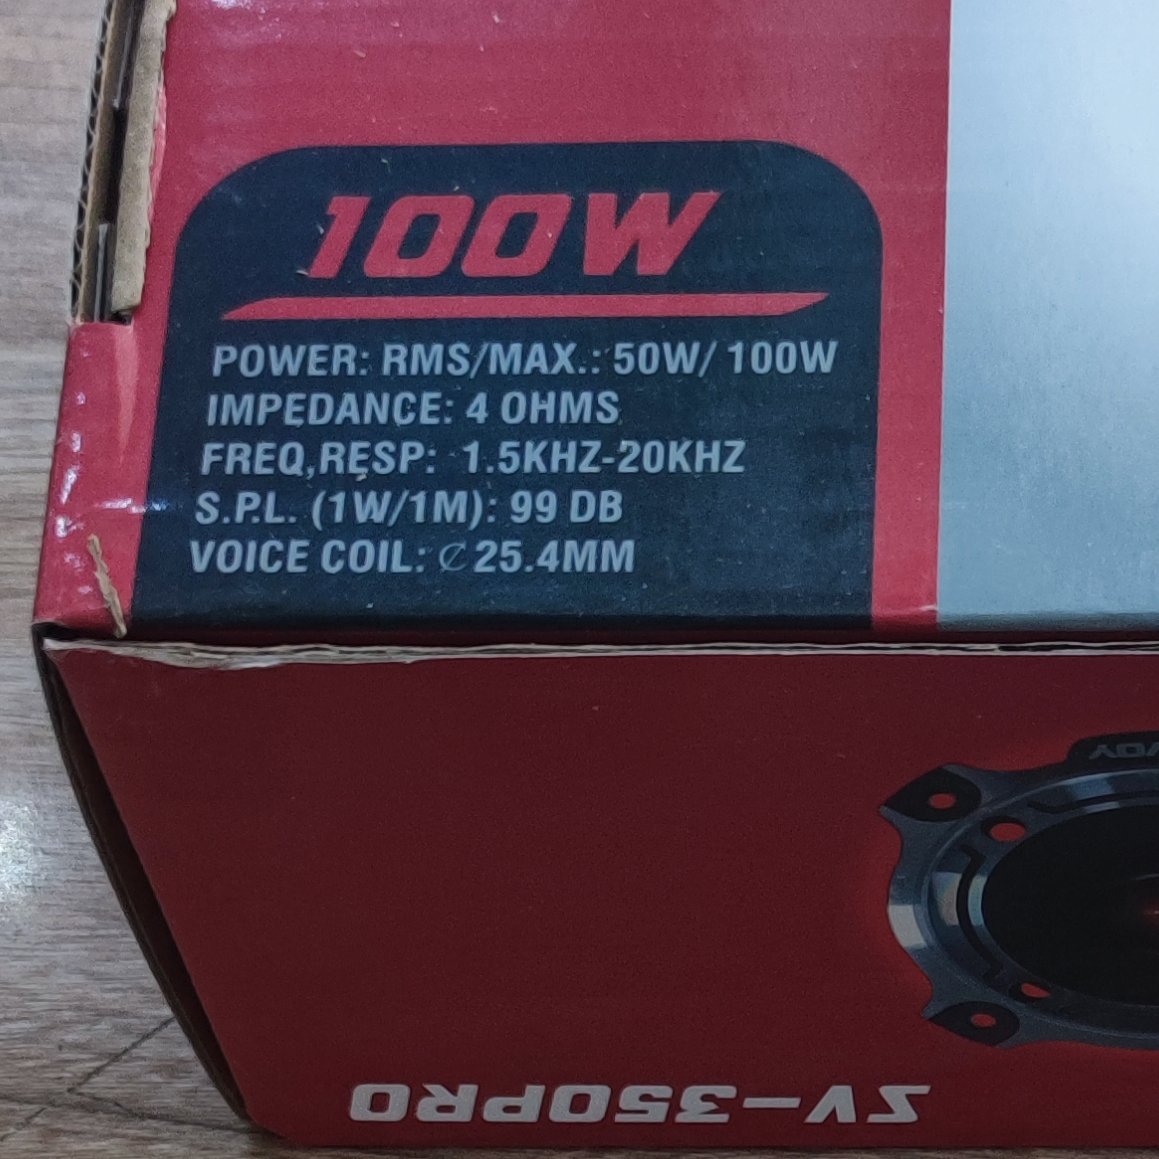 100W
POWER: RMS/MAX.: 50W/ 100W
IMPEDANCE: 4 OHMS
FREQ,RESP: 1.5KHZ-20KHZ
S.P.L. (1W/1M): 99 DB
VOICE COIL: ⌀ 25.4MM
SV-350PRO